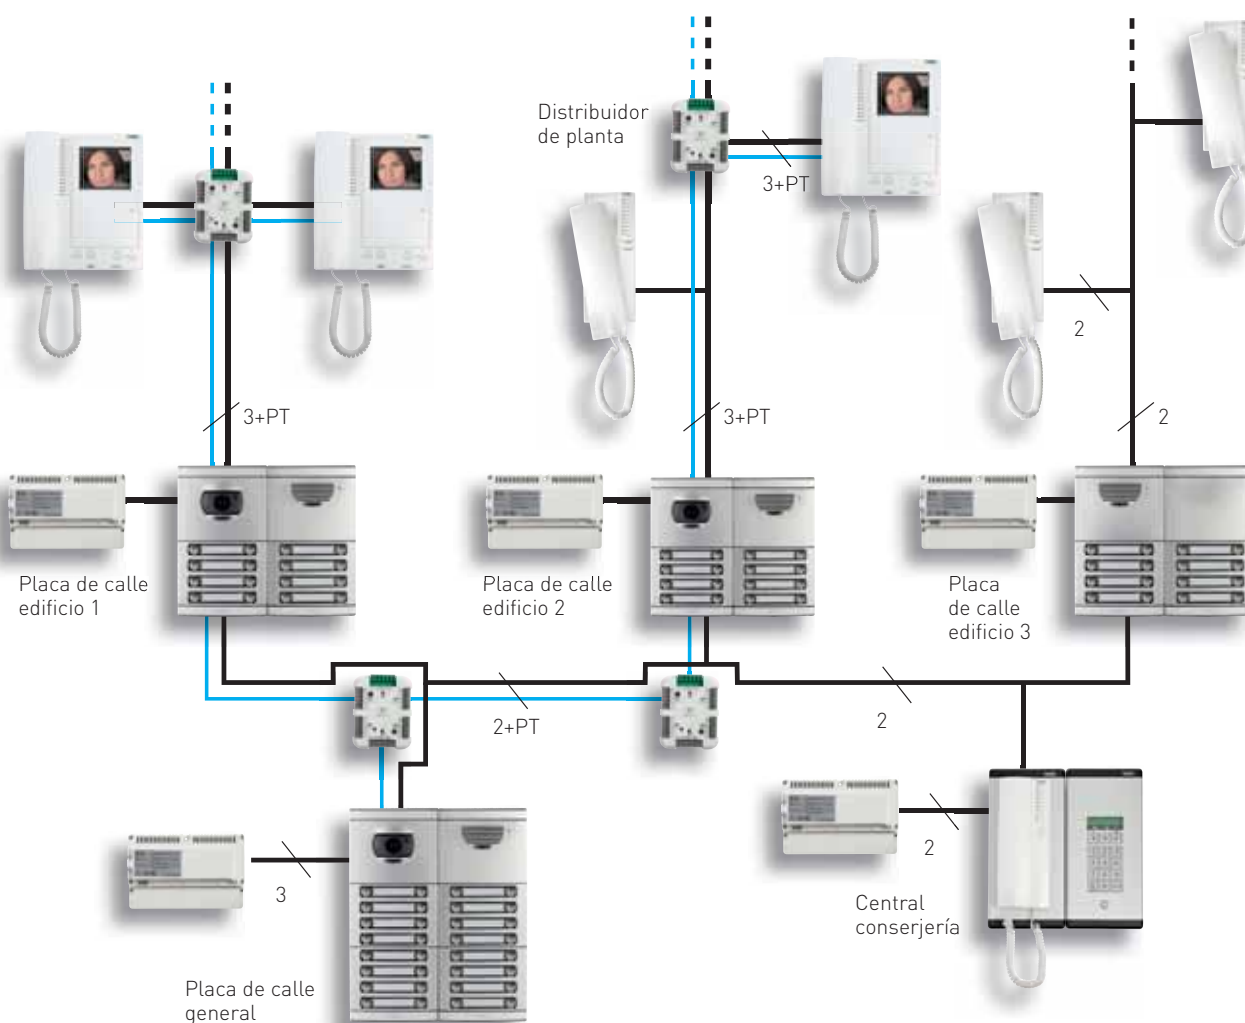 Distribuidor
de planta
3+PT
2
3+PT
3+PT
2
Placa de calle
edificio 1
Placa de calle
edificio 2
Placa
de calle
edificio 3
2+PT
2
3
2
Central
conserjería
Placa de calle
general